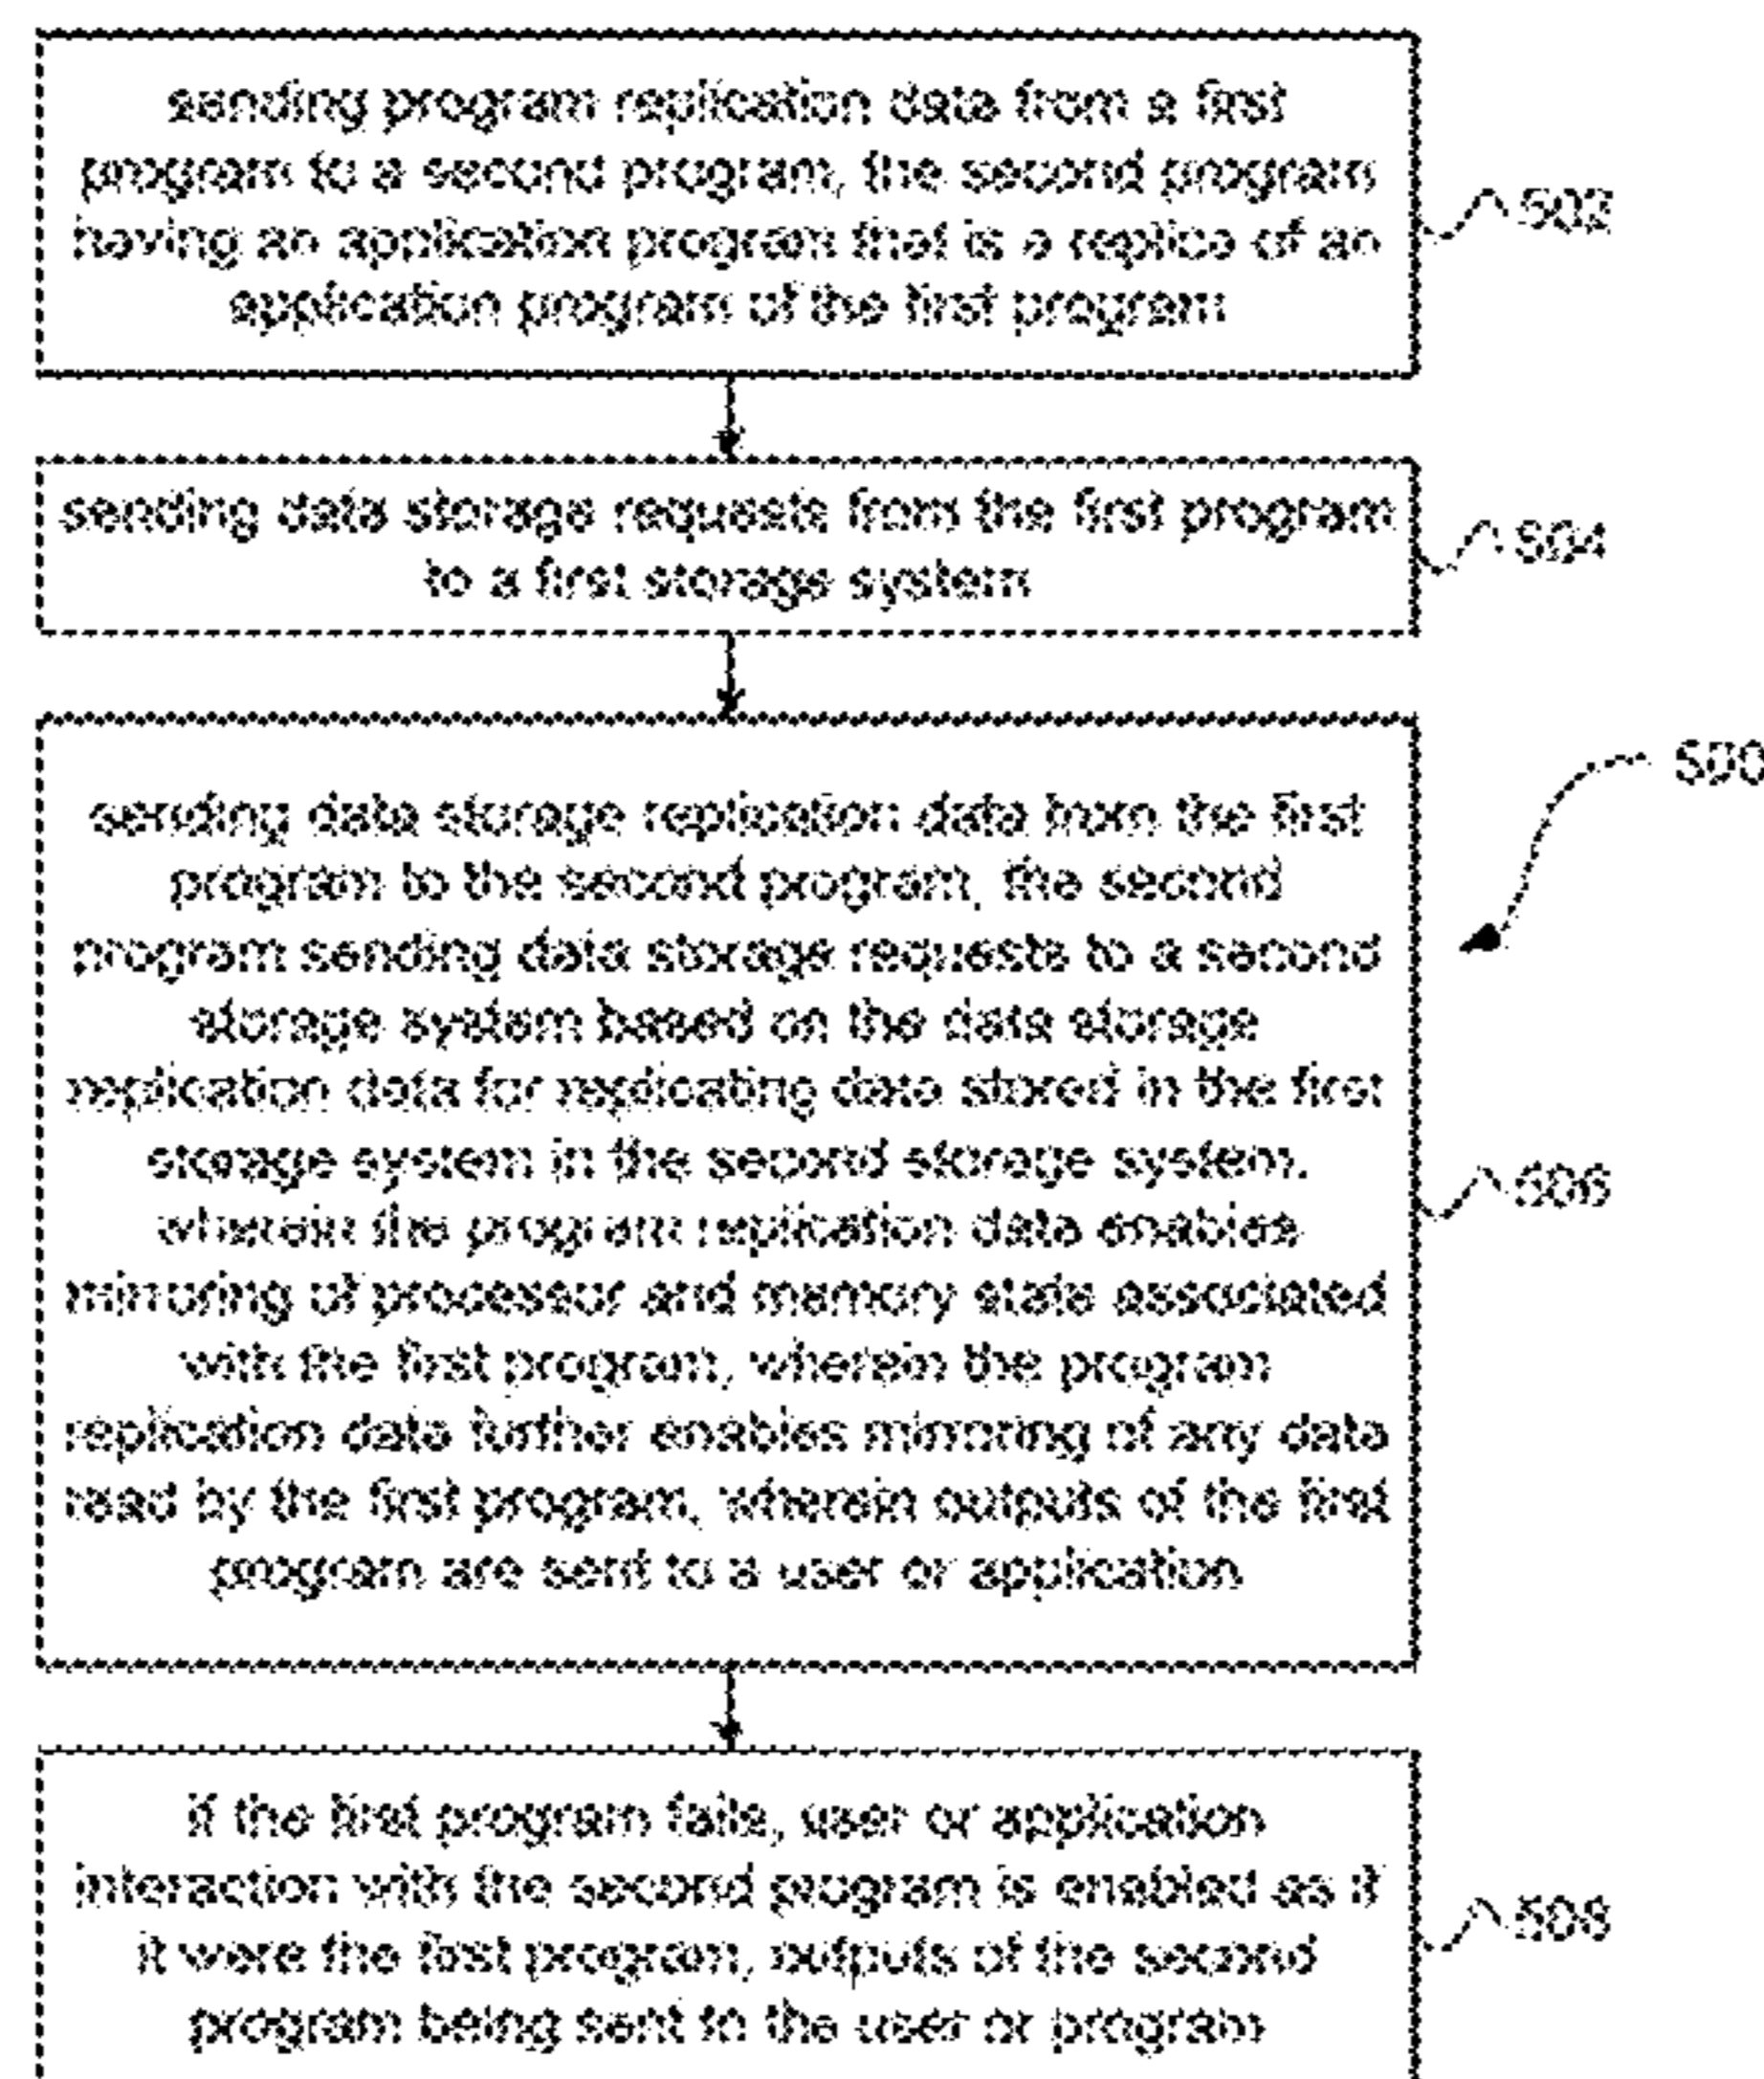 sending program replication data from a first
program to a second program, the second program
having an application program that is a replica of an
application program of the first program
502
sending data storage requests from the first program
to a first storage system
504
500
sending data storage replication data from the first
program to the second program, the second
program sending data storage requests to a second
storage system based on the data storage
replication data for replicating data stored in the first
storage system in the second storage system,
wherein the program replication data enables
mirroring of processor and memory state associated
with the first program, wherein the program
replication data further enables mirroring of any data
read by the first program, wherein outputs of the first
program are sent to a user or application
506
if the first program fails, user or application
interaction with the second program is enabled as if
it were the first program, outputs of the second
program being sent to the user or program
508